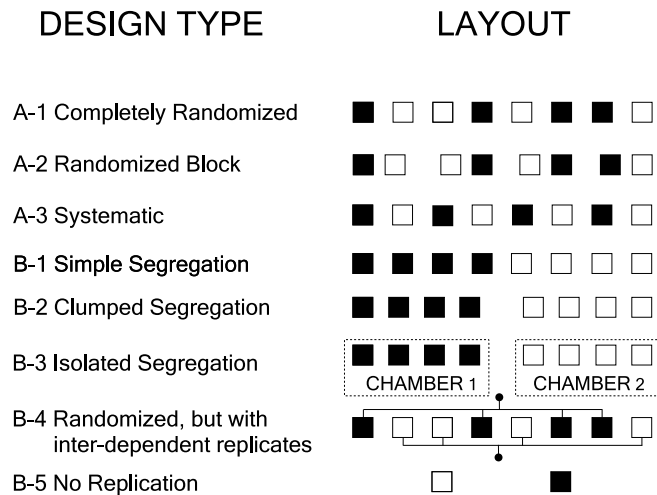 DESIGN TYPE LAYOUT
A-1 Completely Randomized
A-2 Randomized Block
A-3 Systematic
B-1 Simple Segregation
B-2 Clumped Segregation
B-3 Isolated Segregation
CHAMBER 1 CHAMBER 2
B-4 Randomized, but with
inter-dependent replicates
B-5 No Replication